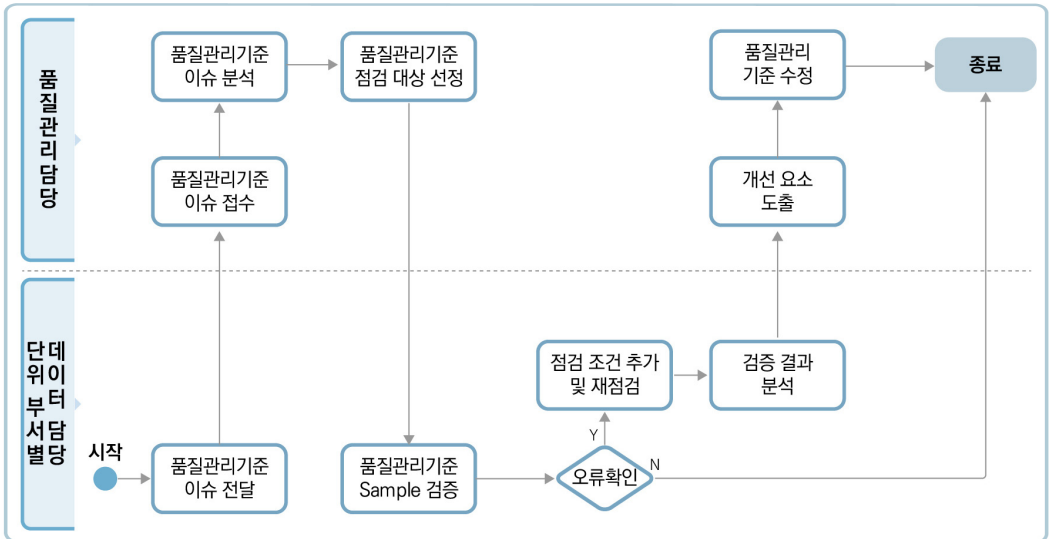 품질관리담당
품질관리기준
이슈 분석
품질관리기준
점검 대상 선정
품질관리
기준 수정
종료
품질관리기준
이슈 접수
개선 요소
도출
단위 부서별
데이터 담당
시작
품질관리기준
이슈 전달
품질관리기준
Sample 검증
오류확인
Y
N
점검 조건 추가
및 재점검
검증 결과
분석